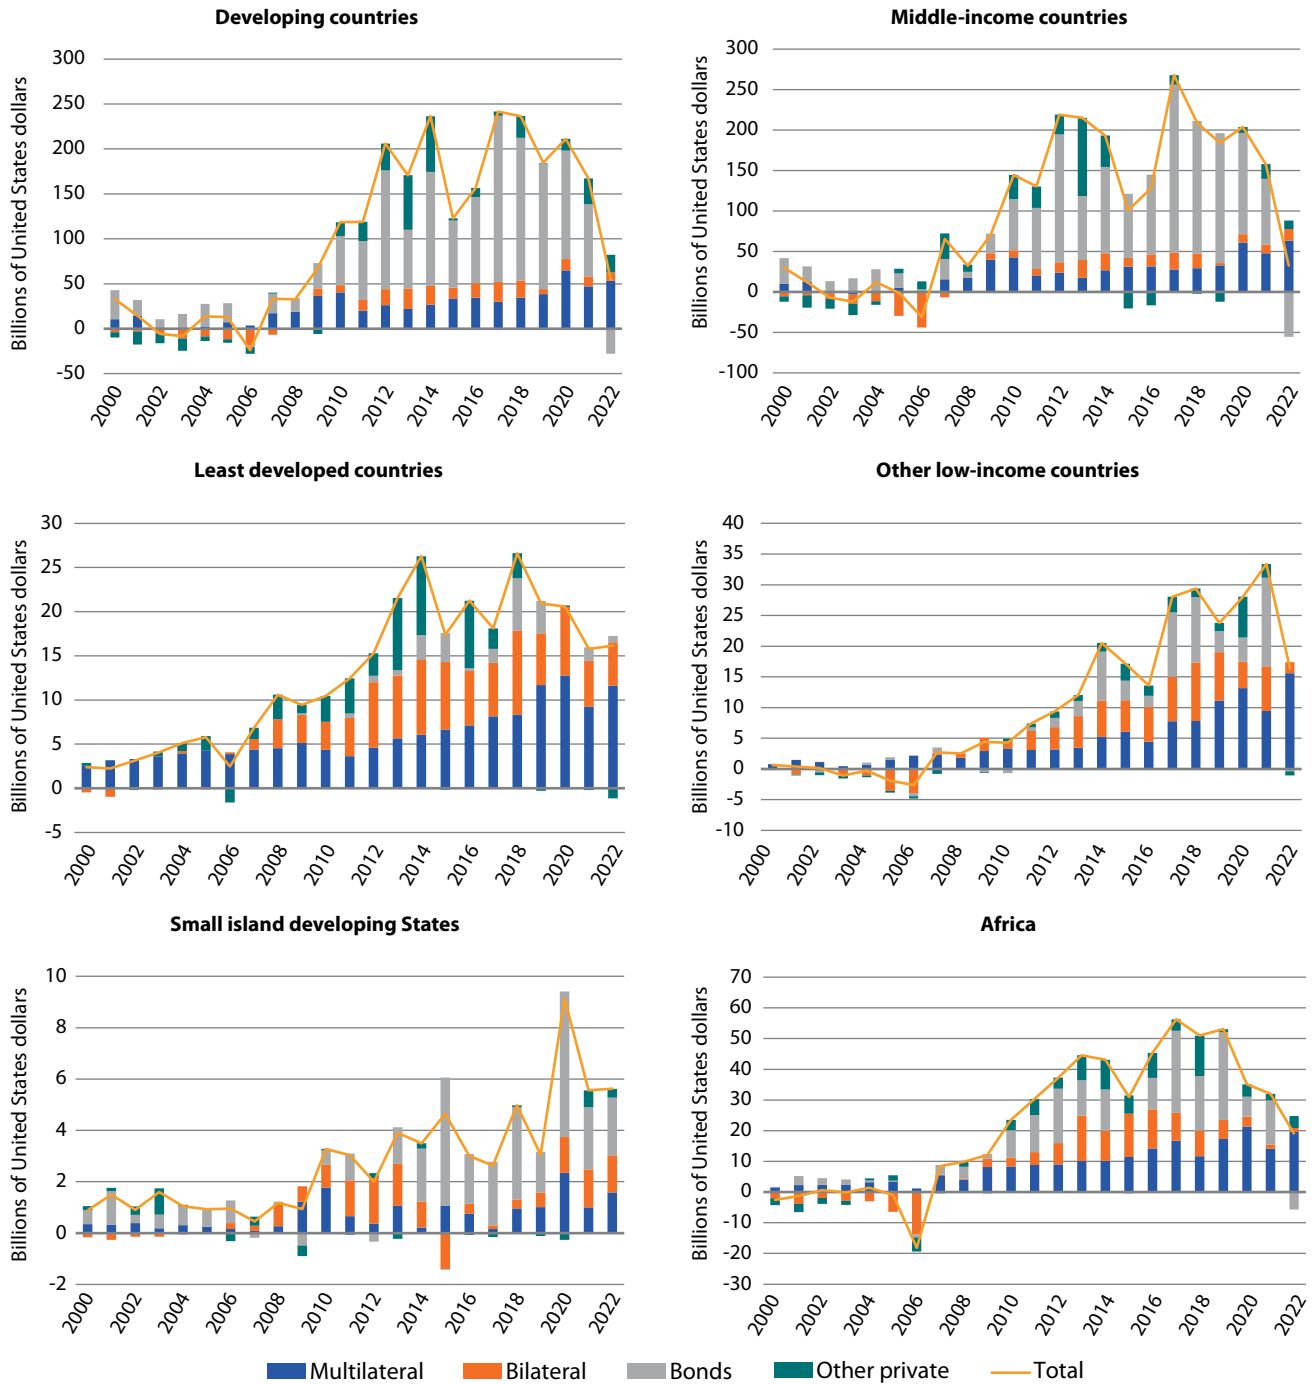 Developing countries
Billions of United States dollars
300
250
200
150
100
50
0
-50
2000 2002 2004 2006 2008 2010 2012 2014 2016 2018 2020 2022
Middle-income countries
Billions of United States dollars
300
250
200
150
100
50
0
-50
-100
2000 2002 2004 2006 2008 2010 2012 2014 2016 2018 2020 2022
Least developed countries
Billions of United States dollars
30
25
20
15
10
5
0
-5
2000 2002 2004 2006 2008 2010 2012 2014 2016 2018 2020 2022
Other low-income countries
Billions of United States dollars
40
35
30
25
20
15
10
5
0
-5
-10
2000 2002 2004 2006 2008 2010 2012 2014 2016 2018 2020 2022
Small island developing States
Billions of United States dollars
10
8
6
4
2
0
-2
2000 2002 2004 2006 2008 2010 2012 2014 2016 2018 2020 2022
Africa
Billions of United States dollars
70
60
50
40
30
20
10
0
-10
-20
-30
2000 2002 2004 2006 2008 2010 2012 2014 2016 2018 2020 2022
Multilateral Bilateral Bonds Other private Total